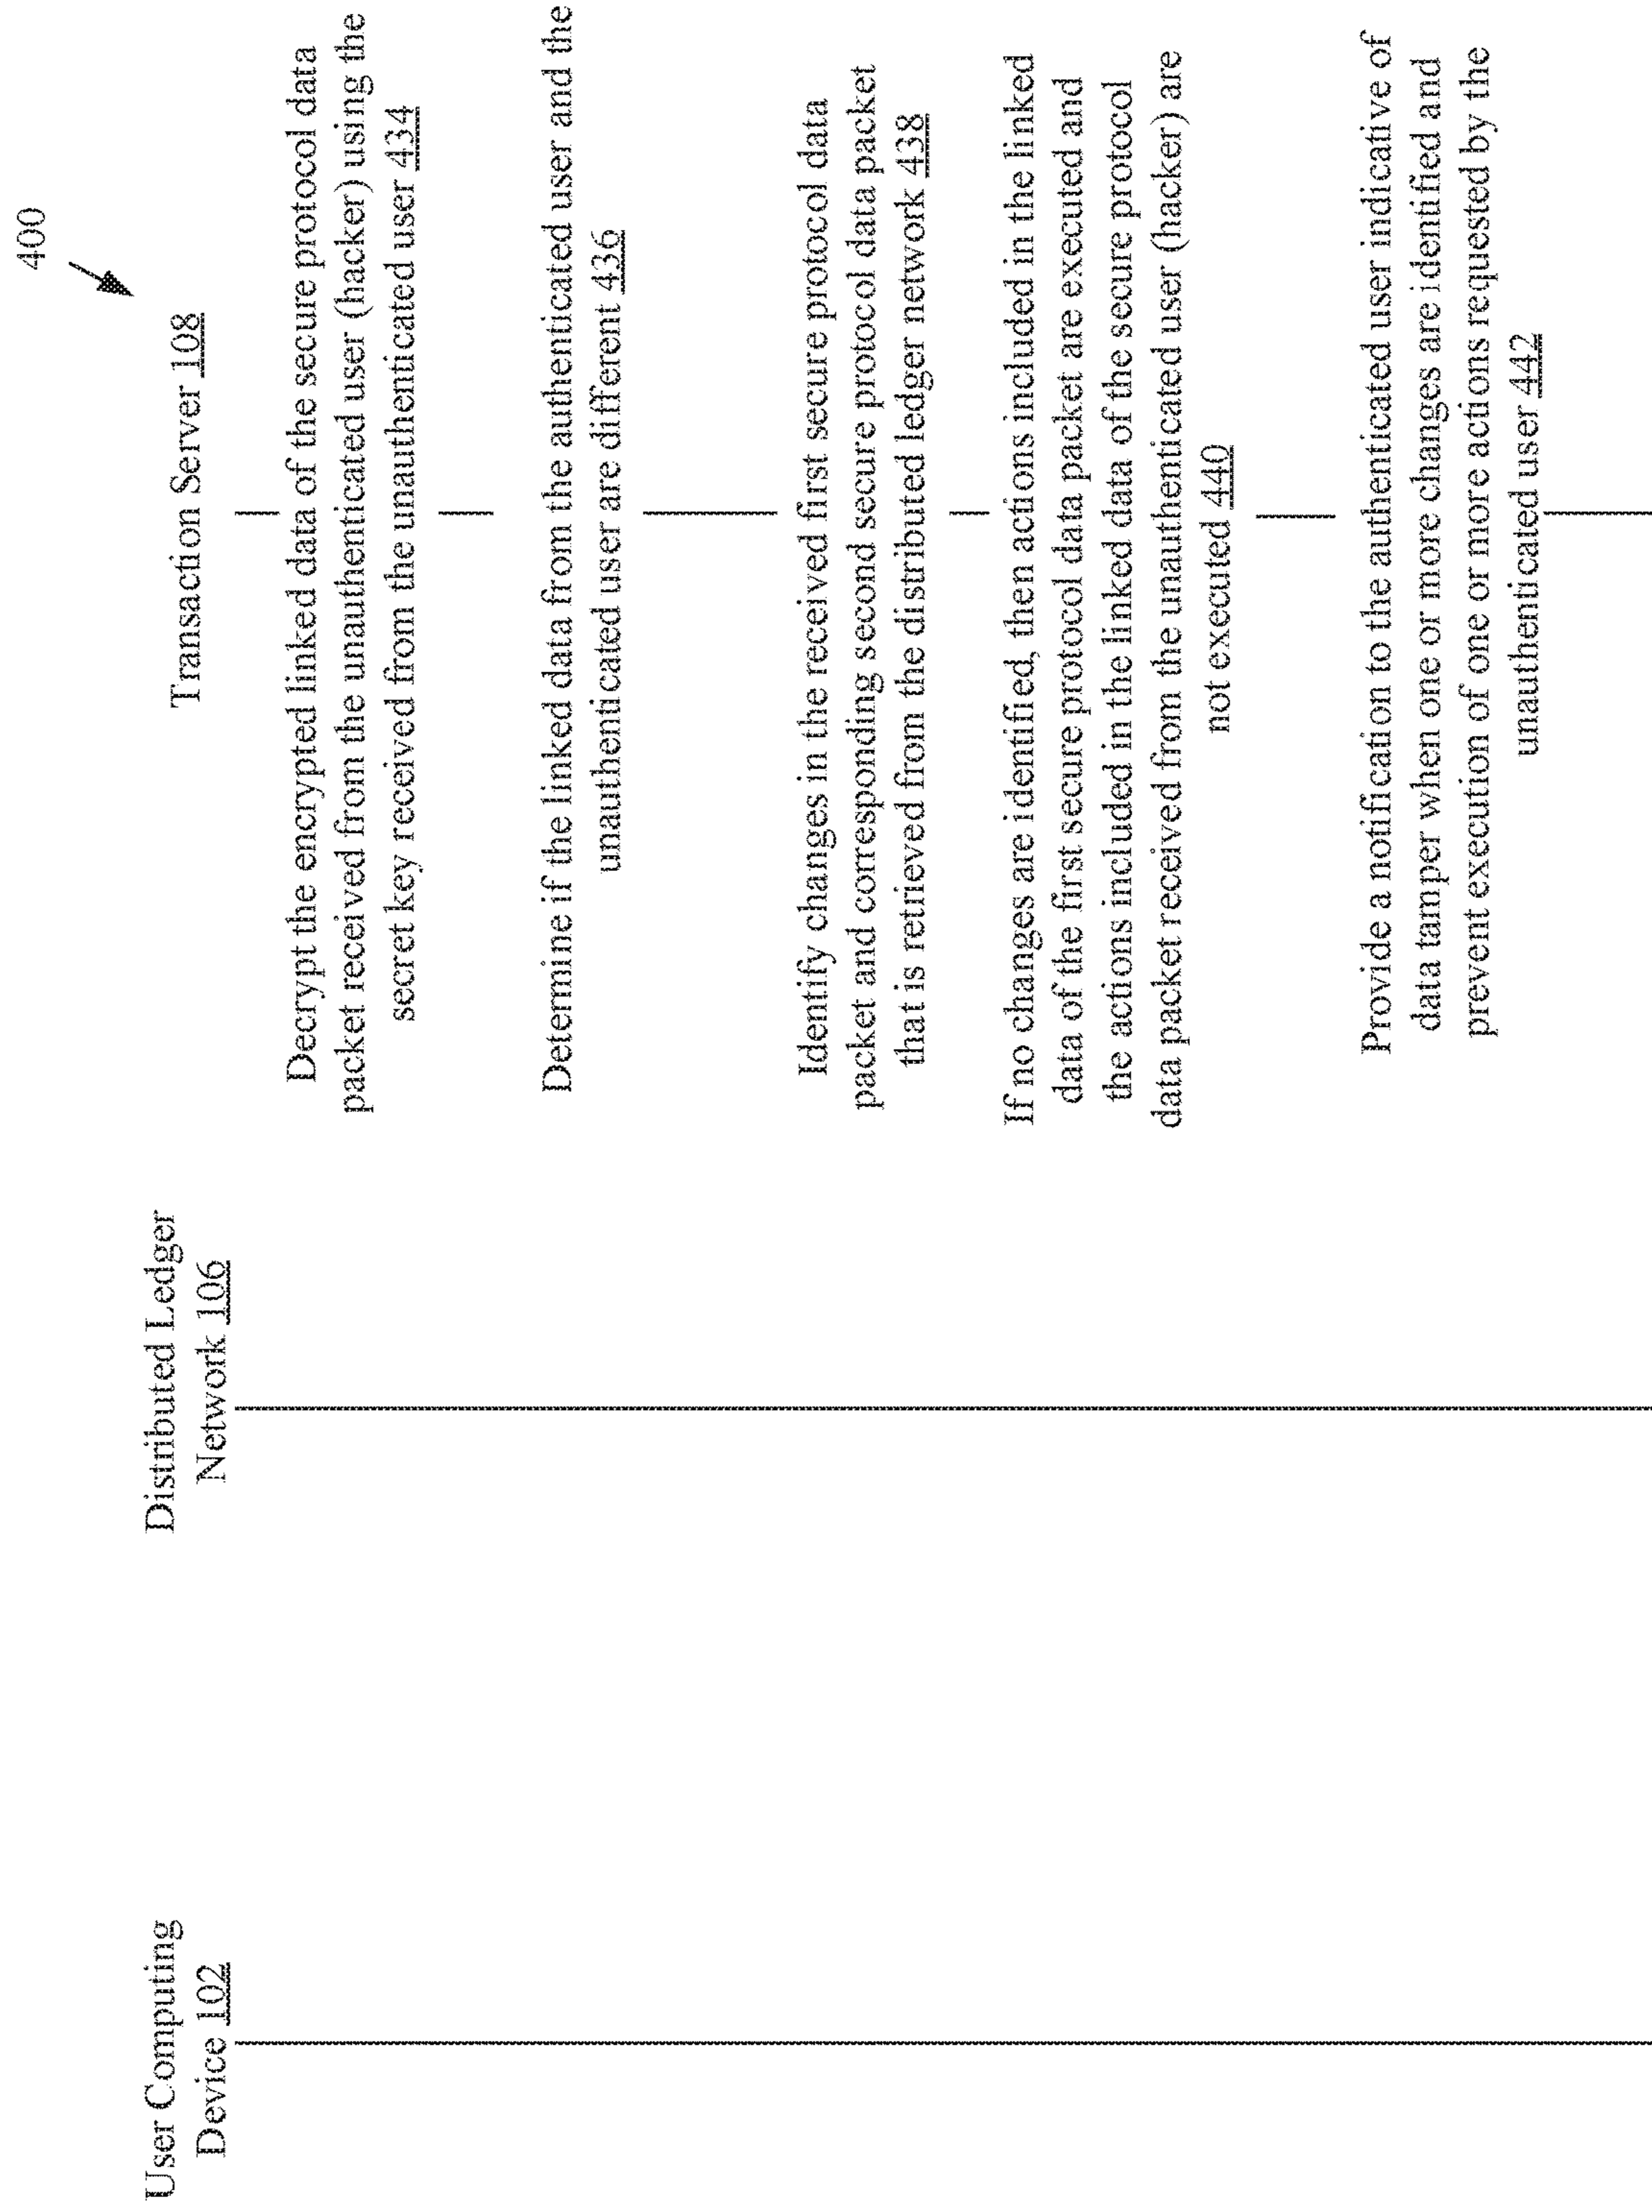 400
User Computing
Device 102
Distributed Ledger
Network 106
Transaction Server 108
Decrypt the encrypted linked data of the secure protocol data
packet received from the unauthenticated user (hacker) using the
secret key received from the unauthenticated user 434
Determine if the linked data from the authenticated user and the
unauthenticated user are different 436
Identify changes in the received first secure protocol data
packet and corresponding second secure protocol data packet
that is retrieved from the distributed ledger network 438
If no changes are identified, then actions included in the linked
data of the first secure protocol data packet are executed and
the actions included in the linked data of the secure protocol
data packet received from the unauthenticated user (hacker) are
not executed 440
Provide a notification to the authenticated user indicative of
data tamper when one or more changes are identified and
prevent execution of one or more actions requested by the
unauthenticated user 442